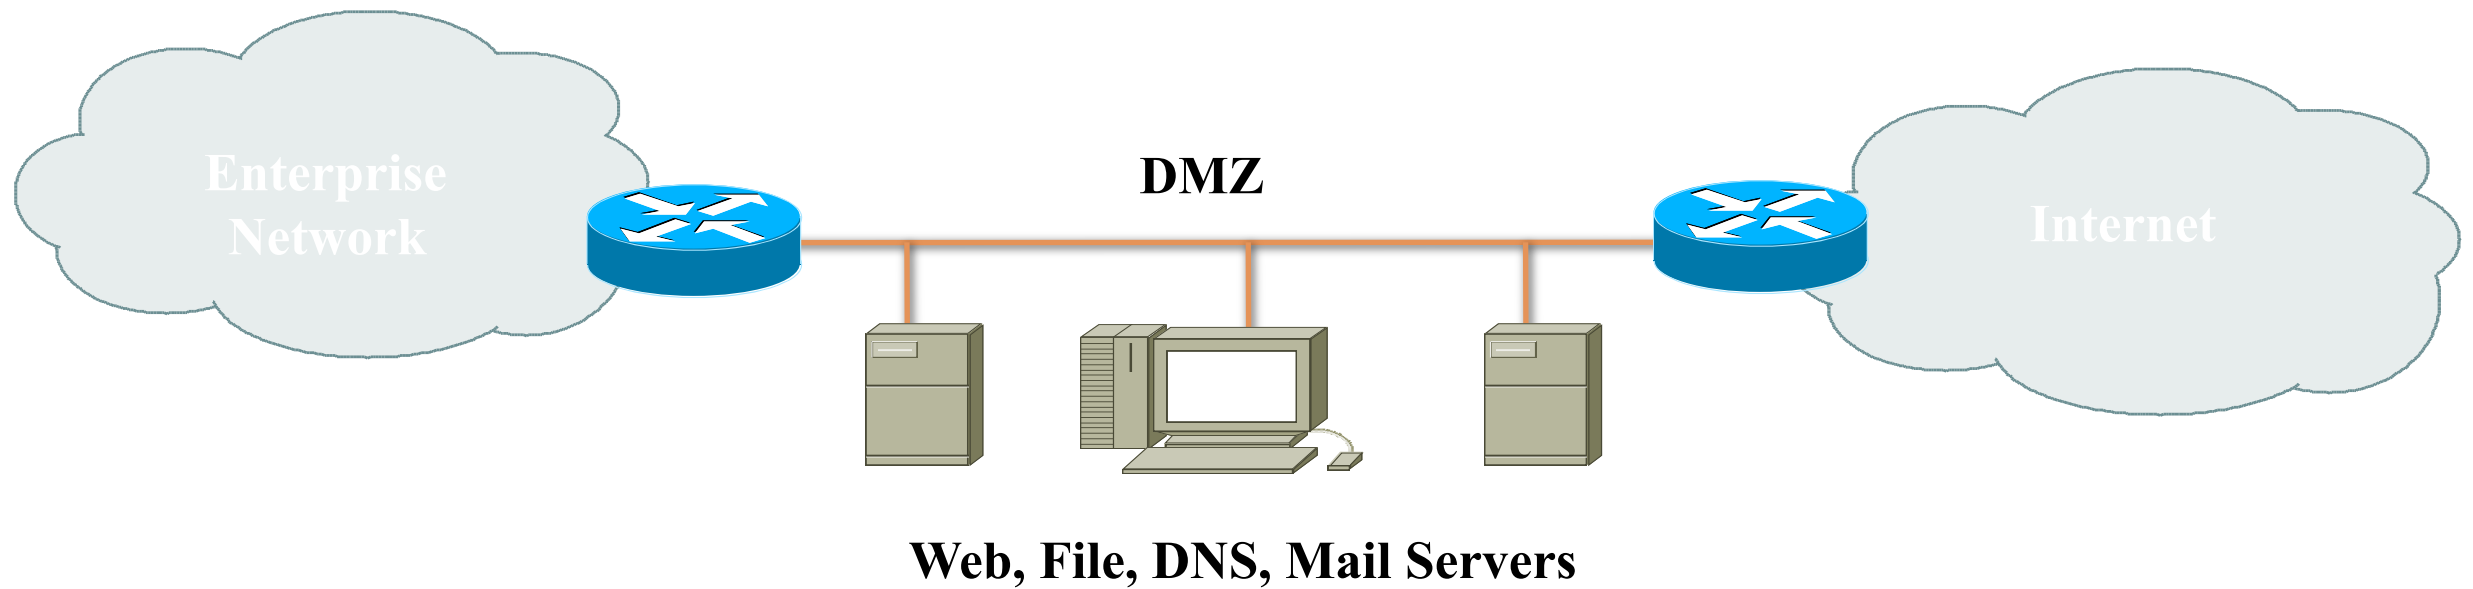 Enterprise
Network
DMZ
Internet
Web, File, DNS, Mail Servers